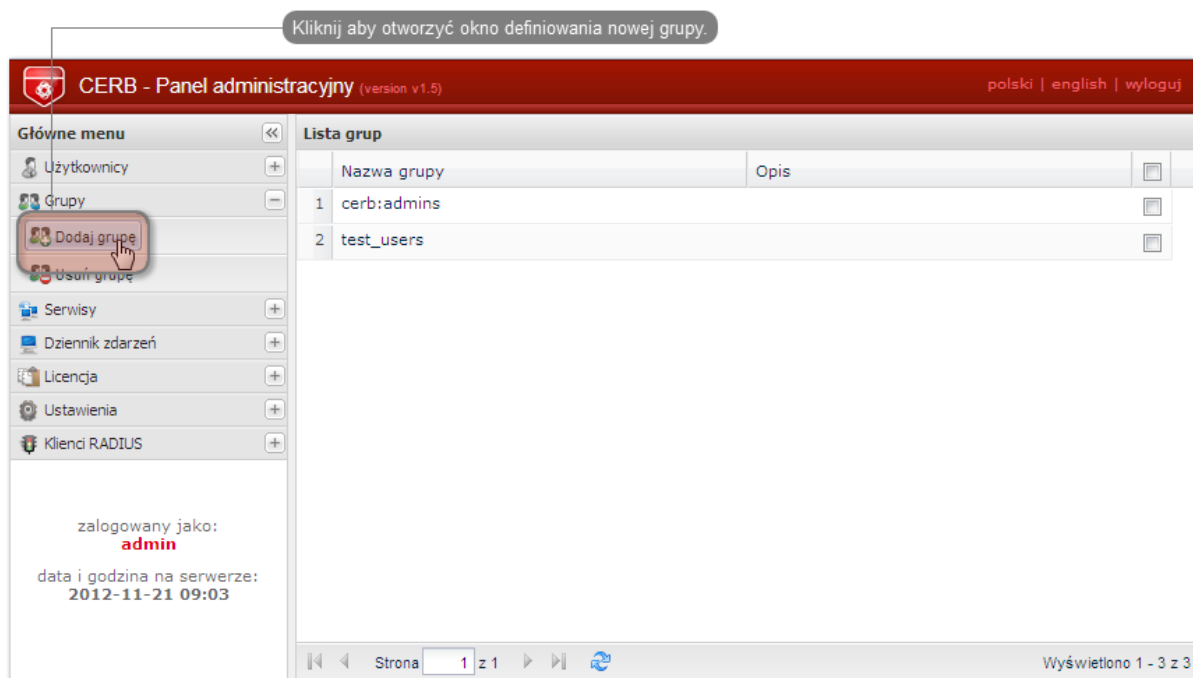 Kliknij aby otworzyć okno definiowania nowej grupy.
CERB - Panel administracyjny (version v1.5)
polski | english | wyloguj
Główne menu
Użytkownicy
Grupy
Dodaj grupę
Usuń grupę
Serwisy
Dziennik zdarzeń
Licencja
Ustawienia
Klienci RADIUS
zalogowany jako:
admin
data i godzina na serwerze:
2012-11-21 09:03
Lista grup
Nazwa grupy Opis
1 cerb:admins
2 test_users
Strona 1 z 1
Wyświetlono 1 - 3 z 3